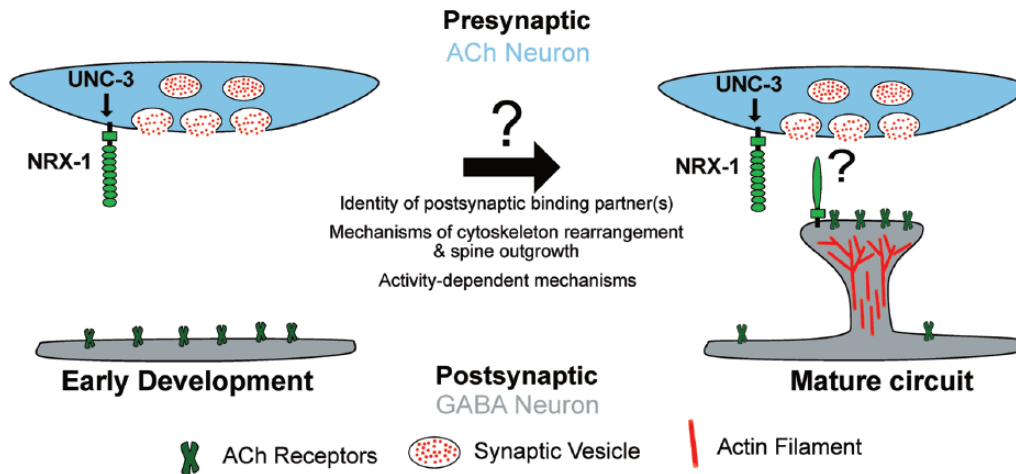 Presynaptic
ACh Neuron
UNC-3
NRX-1
?
Identity of postsynaptic binding partner(s)
Mechanisms of cytoskeleton rearrangement
& spine outgrowth
Activity-dependent mechanisms
UNC-3
NRX-1
?
Early Development
Postsynaptic
GABA Neuron
Mature circuit
ACh Receptors
Synaptic Vesicle
Actin Filament